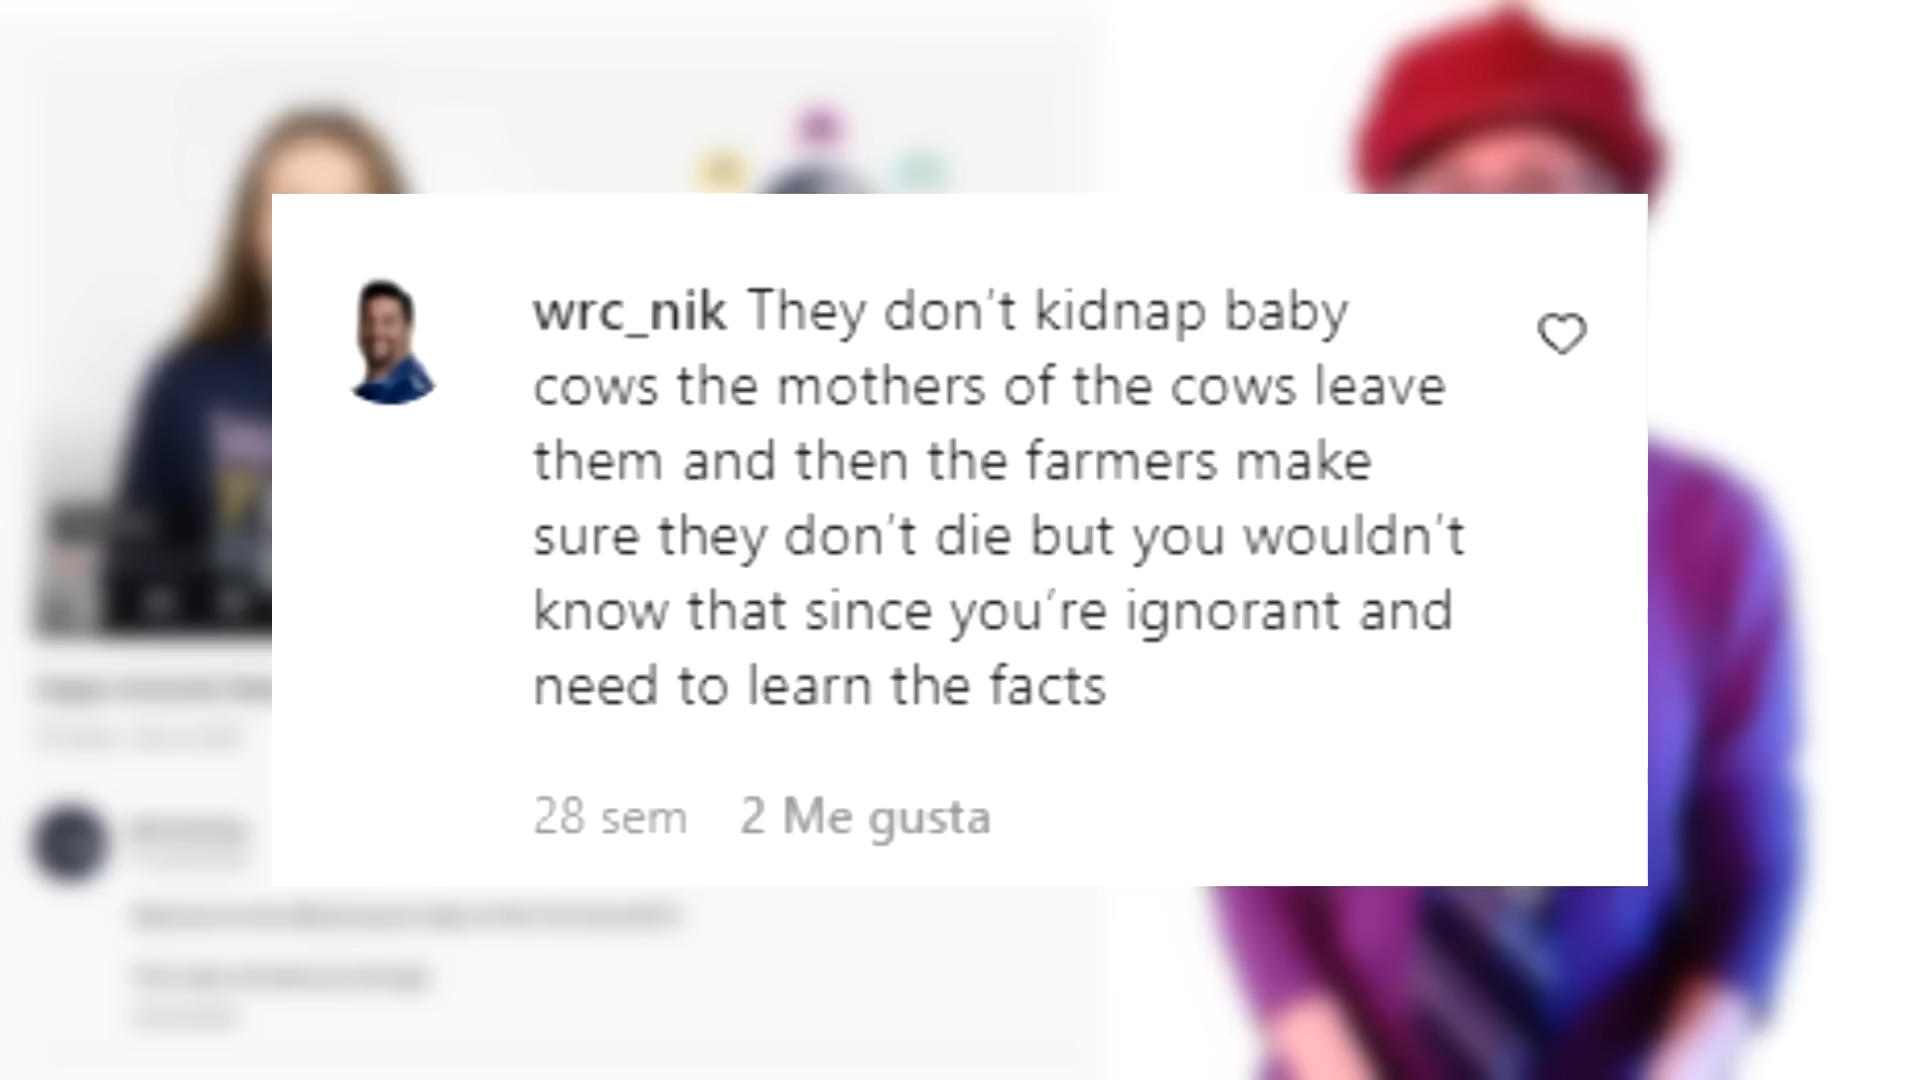 wrc_nik They don't kidnap baby
cows the mothers of the cows leave
them and then the farmers make
sure they don't die but you wouldn't
know that since you're ignorant and
need to learn the facts
28 sem 2 Me gusta